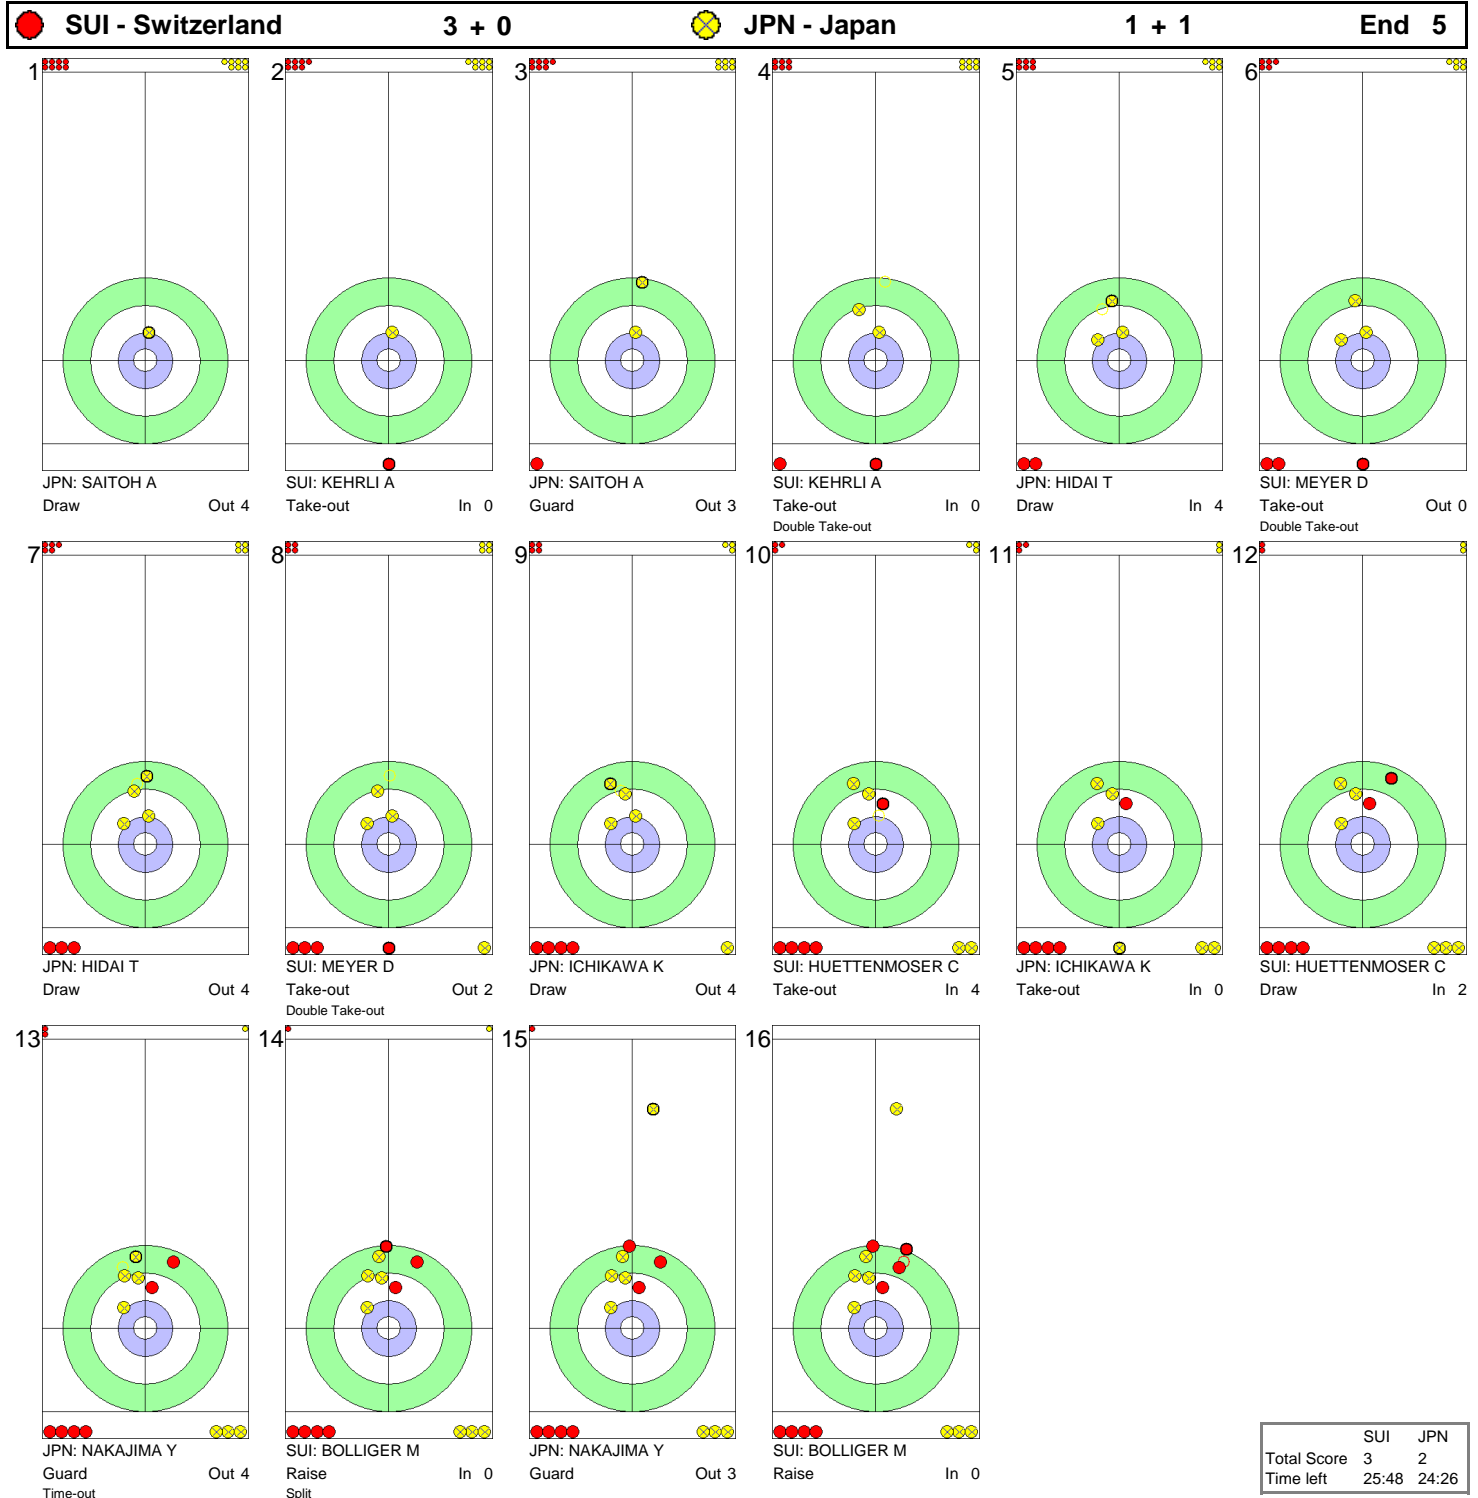 SUI - Switzerland 3 + 0 JPN - Japan 1 + 1 End 5
1 2 3 4 5 6
JPN: SAITOH A SUI: KEHRLI A JPN: SAITOH A SUI: KEHRLI A JPN: HIDAI T SUI: MEYER D
Draw Out 4 Take-out In 0 Guard Out 3 Take-out In 0 Draw In 4 Take-out Out 0
Double Take-out Double Take-out
7 8 9 10 11 12
JPN: HIDAI T SUI: MEYER D JPN: ICHIKAWA K SUI: HUETTENMOSER C JPN: ICHIKAWA K SUI: HUETTENMOSER C
Draw Out 4 Take-out Out 2 Draw Out 4 Take-out In 4 Take-out In 0 Draw In 2
Double Take-out
13 14 15 16
JPN: NAKAJIMA Y SUI: BOLLIGER M JPN: NAKAJIMA Y SUI: BOLLIGER M
Guard Out 4 Raise In 0 Guard Out 3 Raise In 0
Time-out Split
SUI JPN
Total Score 3 2
Time left 25:48 24:26